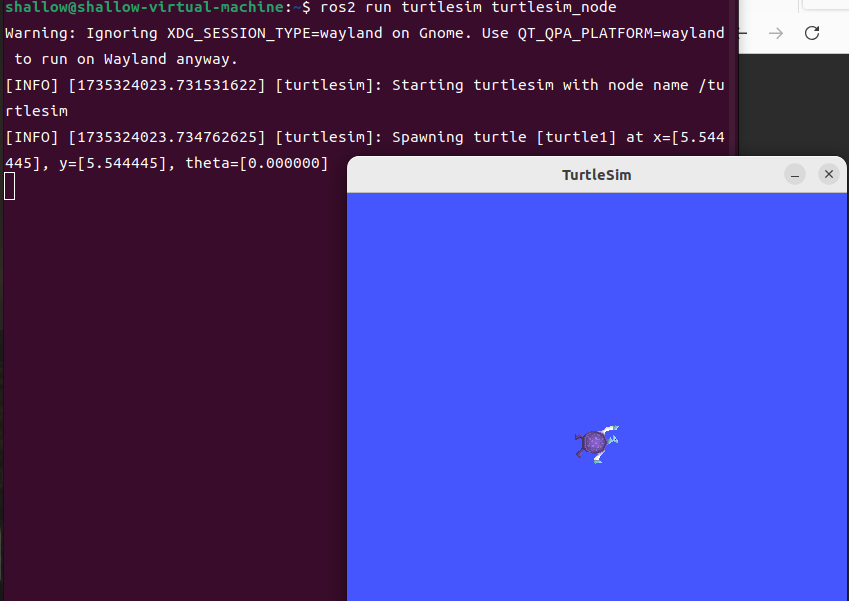 shallow@shallow-virtual-machine:~$ ros2 run turtlesim turtlesim_node
Warning: Ignoring XDG_SESSION_TYPE=wayland on Gnome. Use QT_QPA_PLATFORM=wayland
 to run on Wayland anyway.
[INFO] [1735324023.731531622] [turtlesim]: Starting turtlesim with node name /tu
rtlesim
[INFO] [1735324023.734762625] [turtlesim]: Spawning turtle [turtle1] at x=[5.544
445], y=[5.544445], theta=[0.000000]
TurtleSim